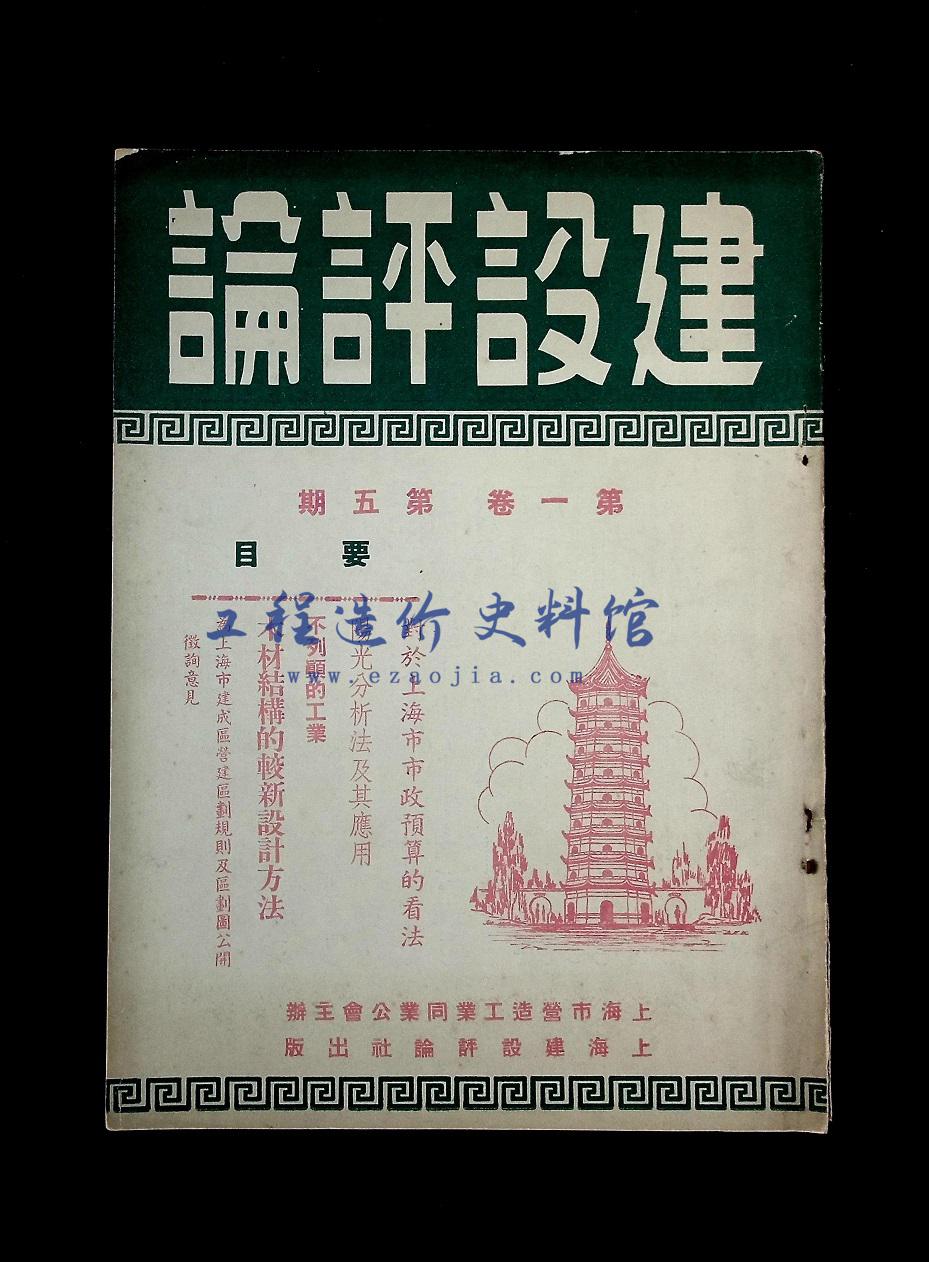 建設評論
第一卷 第五期
要目
對於上海市市政預算的看法
陽光分析法及其應用
不列顛的工業
木材結構的較新設計方法
上海市建成區營建區劃規則及區劃圖公開
徵詢意見
上海市營造工業同業公會主辦
上海建設評論社出版
工程造价史料馆
www.ezaojia.com